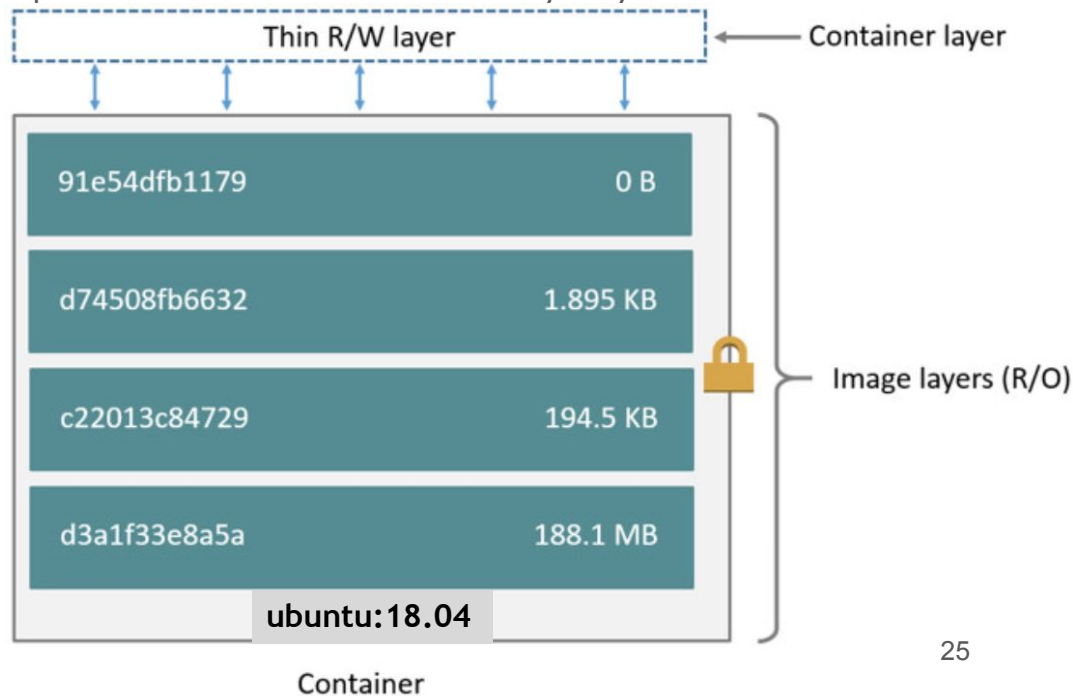 Thin R/W layer
Container layer
91e54dfb1179 0 B
d74508fb6632 1.895 KB
c22013c84729 194.5 KB
Image layers (R/O)
d3a1f33e8a5a 188.1 MB
ubuntu:18.04
25
Container